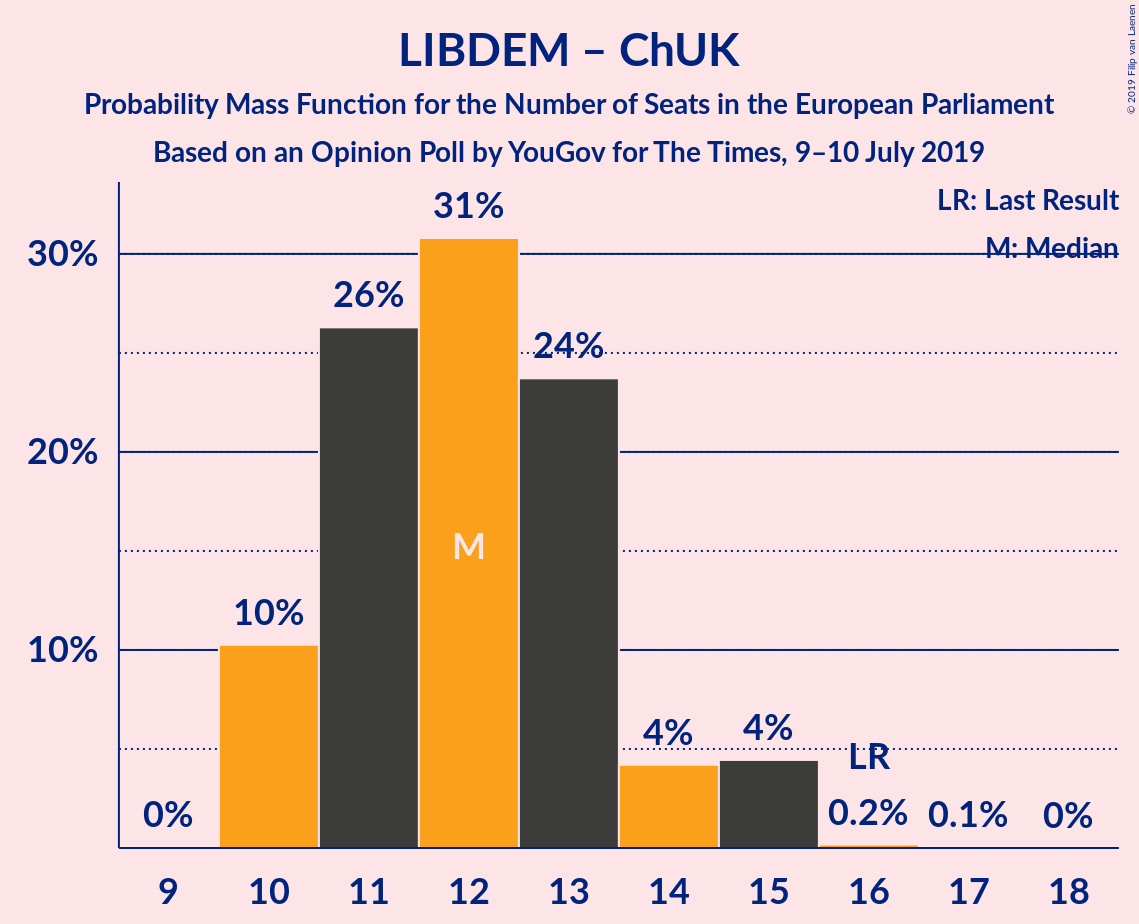 LIBDEM – ChUK
Probability Mass Function for the Number of Seats in the European Parliament
Based on an Opinion Poll by YouGov for The Times, 9–10 July 2019
© 2019 Filip van Laenen
LR: Last Result
M: Median
30%
20%
10%
0%
10%
26%
31%
24%
4%
4%
0.2%
0.1%
0%
M
LR
9
10
11
12
13
14
15
16
17
18